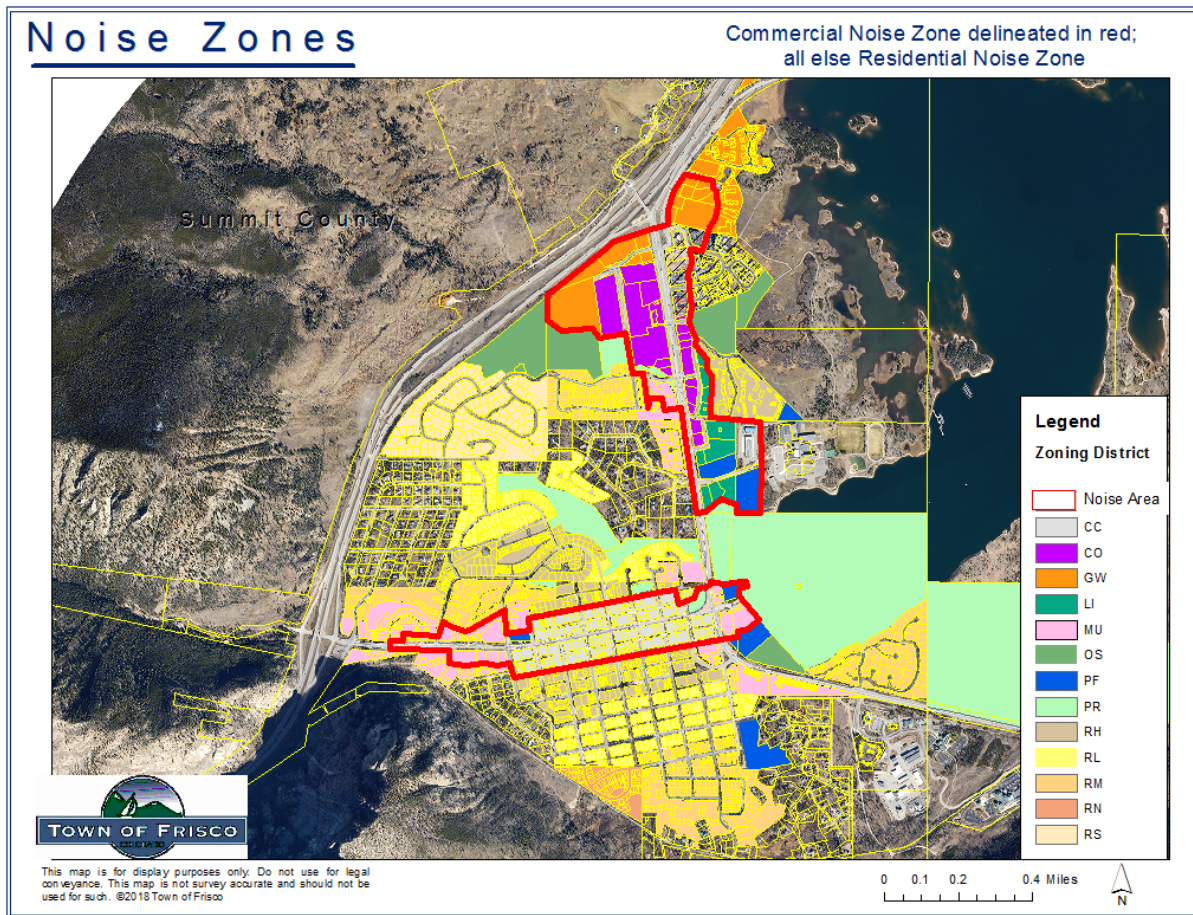 Noise Zones
Commercial Noise Zone delineated in red;
all else Residential Noise Zone
Summit County
Legend
Zoning District
Noise Area
CC
CO
GW
LI
MU
OS
PF
PR
RH
RL
RM
RN
RS
TOWN OF FRISCO
COLORADO
This map is for display purposes only. Do not use for legal
conveyance. This map is not survey accurate and should not be
used for such. ©2018 Town of Frisco
0 0.1 0.2 0.4 Miles
N